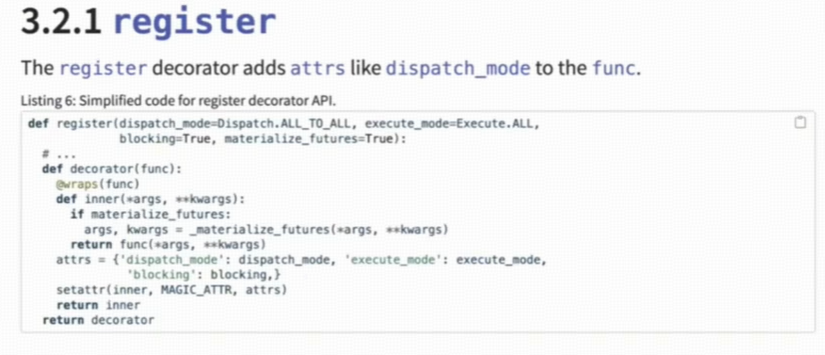 3.2.1 register
The register decorator adds attrs like dispatch_mode to the func.
Listing 6: Simplified code for register decorator API.
def register(dispatch_mode=Dispatch.ALL_TO_ALL, execute_mode=Execute.ALL,
             blocking=True, materialize_futures=True):
  # ...
  def decorator(func):
    @wraps(func)
    def inner(*args, **kwargs):
      if materialize_futures:
        args, kwargs = _materialize_futures(*args, **kwargs)
      return func(*args, **kwargs)
    attrs = {'dispatch_mode': dispatch_mode, 'execute_mode': execute_mode,
             'blocking': blocking,}
    setattr(inner, MAGIC_ATTR, attrs)
    return inner
  return decorator